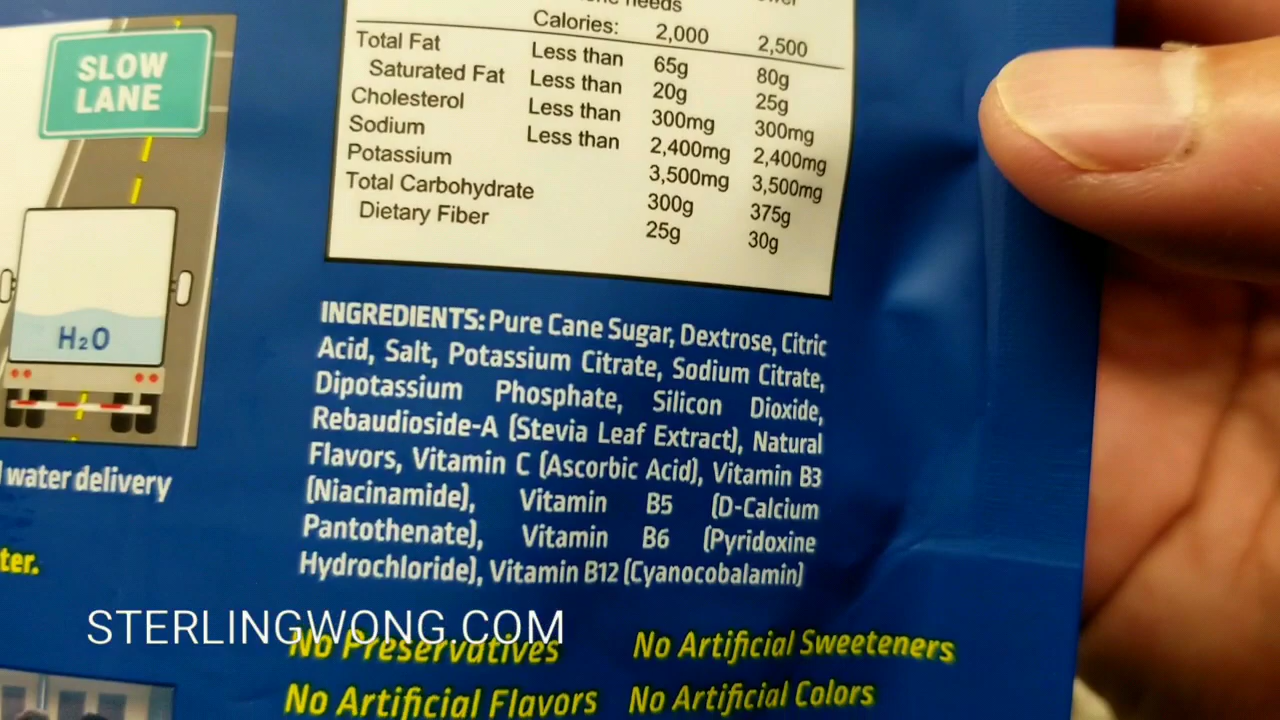 SLOW
LANE
H₂O
water delivery
ter.
needs
Calories: 2,000 2,500
Total Fat Less than 65g 80g
Saturated Fat Less than 20g 25g
Cholesterol Less than 300mg 300mg
Sodium Less than 2,400mg 2,400mg
Potassium 3,500mg 3,500mg
Total Carbohydrate 300g 375g
Dietary Fiber 25g 30g
INGREDIENTS: Pure Cane Sugar, Dextrose, Citric
Acid, Salt, Potassium Citrate, Sodium Citrate,
Dipotassium Phosphate, Silicon Dioxide,
Rebaudioside-A (Stevia Leaf Extract), Natural
Flavors, Vitamin C (Ascorbic Acid), Vitamin B3
(Niacinamide), Vitamin B5 (D-Calcium
Pantothenate), Vitamin B6 (Pyridoxine
Hydrochloride), Vitamin B12 (Cyanocobalamin)
STERLINGWONG.COM
No Preservatives No Artificial Sweeteners
No Artificial Flavors No Artificial Colors